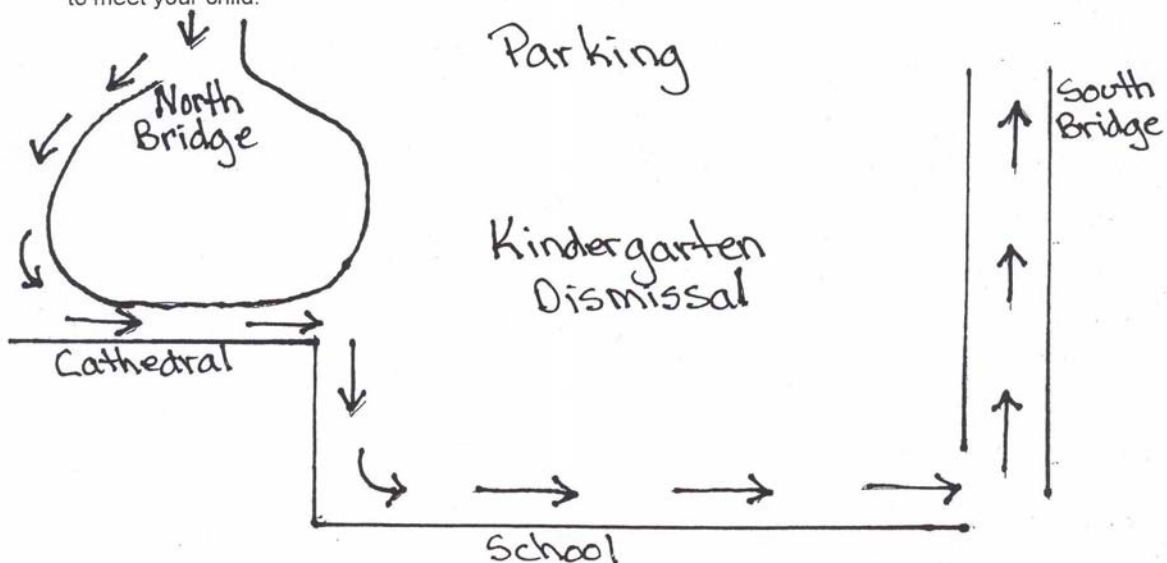 to meet your child.
Parking
North
Bridge
South
Bridge
Kindergarten
Dismissal
Cathedral
School